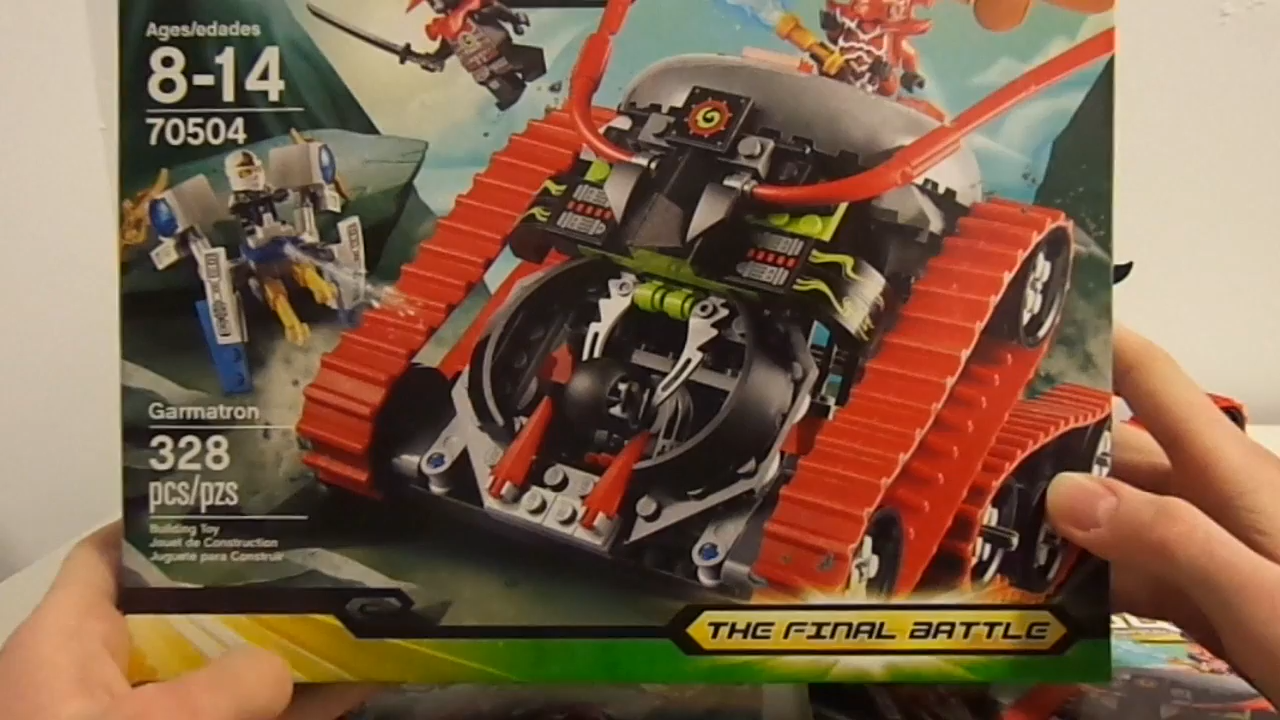 Ages/edades
8-14
70504
Garmatron
328
pcs/pzs
Building Toy
Jouet de Construction
Juguete para Construir
THE FINAL BATTLE